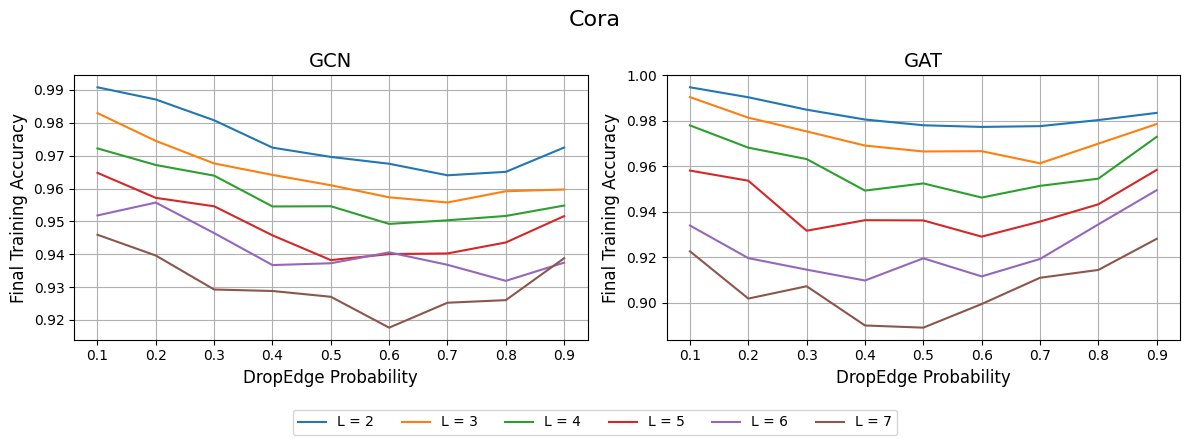 Cora
GCN
Final Training Accuracy
0.99
0.98
0.97
0.96
0.95
0.94
0.93
0.92
0.1 0.2 0.3 0.4 0.5 0.6 0.7 0.8 0.9
DropEdge Probability
GAT
Final Training Accuracy
1.00
0.98
0.96
0.94
0.92
0.90
0.1 0.2 0.3 0.4 0.5 0.6 0.7 0.8 0.9
DropEdge Probability
L = 2 L = 3 L = 4 L = 5 L = 6 L = 7